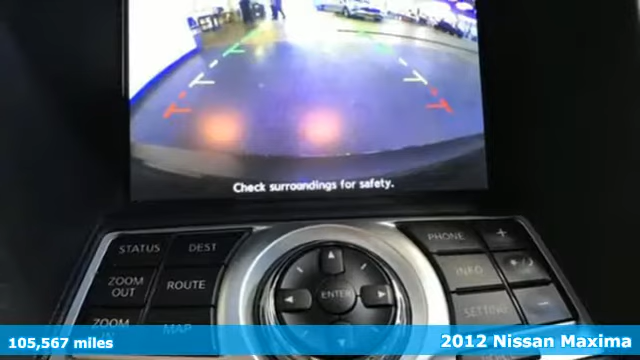 Check surroundings for safety.
STATUS
DEST
PHONE
+
ZOOM
OUT
ROUTE
ENTER
INFO
SETTING
−
ZOOM IN
MAP
105,567 miles
2012 Nissan Maxima